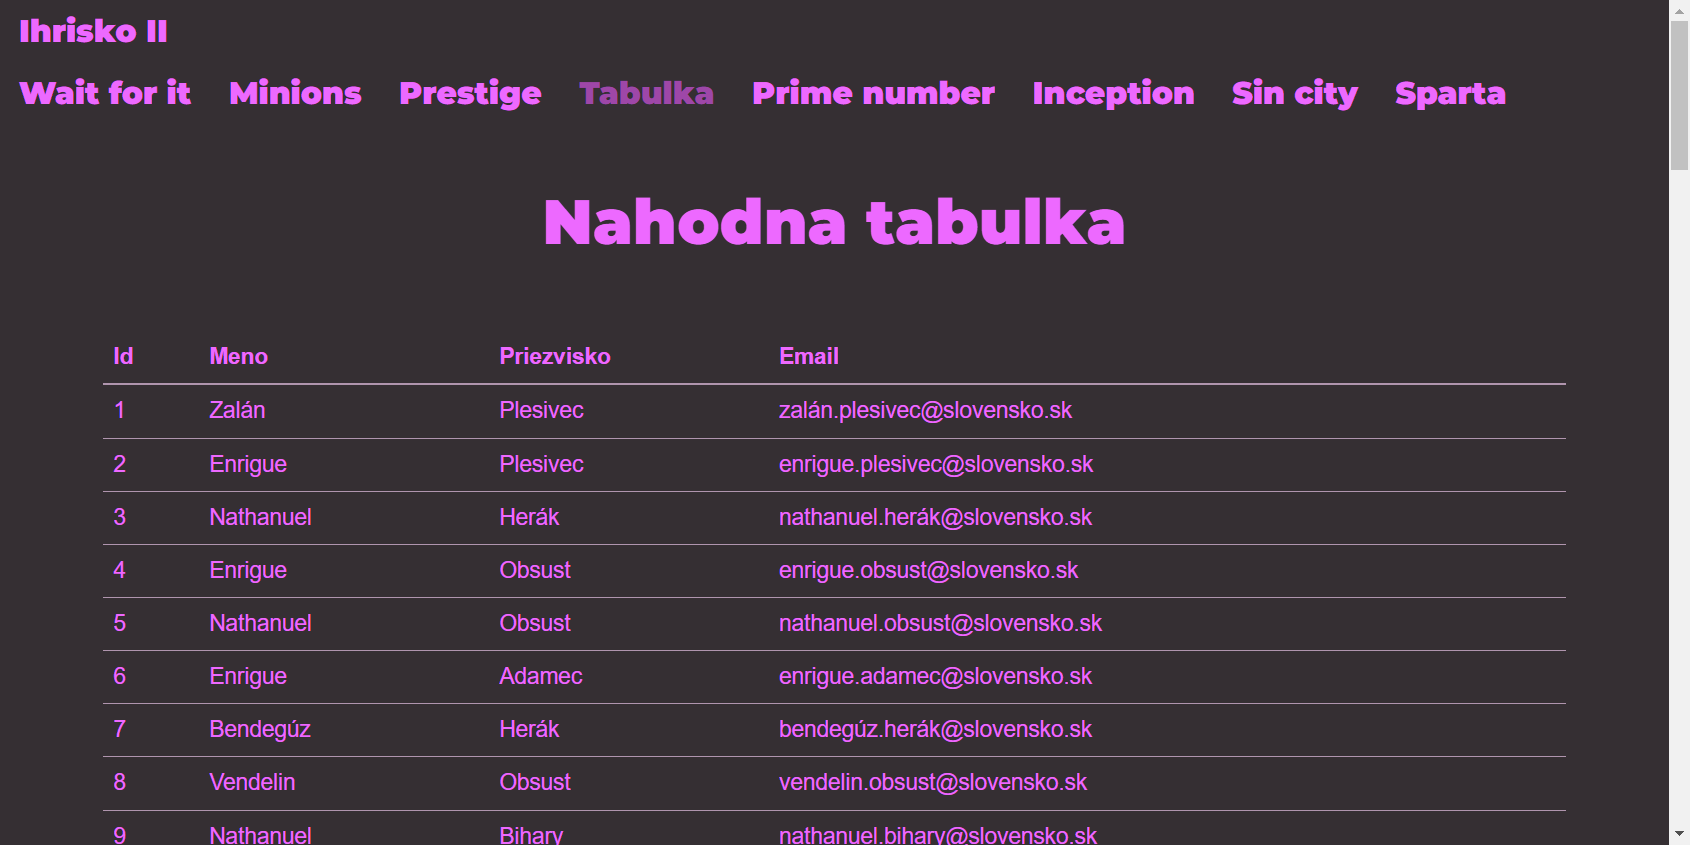 Ihrisko II
Wait for it Minions Prestige Tabulka Prime number Inception Sin city Sparta
Nahodna tabulka
Id Meno Priezvisko Email
1 Zalán Plesivec zalán.plesivec@slovensko.sk
2 Enrigue Plesivec enrigue.plesivec@slovensko.sk
3 Nathanuel Herák nathanuel.herák@slovensko.sk
4 Enrigue Obsust enrigue.obsust@slovensko.sk
5 Nathanuel Obsust nathanuel.obsust@slovensko.sk
6 Enrigue Adamec enrigue.adamec@slovensko.sk
7 Bendegúz Herák bendegúz.herák@slovensko.sk
8 Vendelin Obsust vendelin.obsust@slovensko.sk
9 Nathanuel Bihary nathanuel.bihary@slovensko.sk